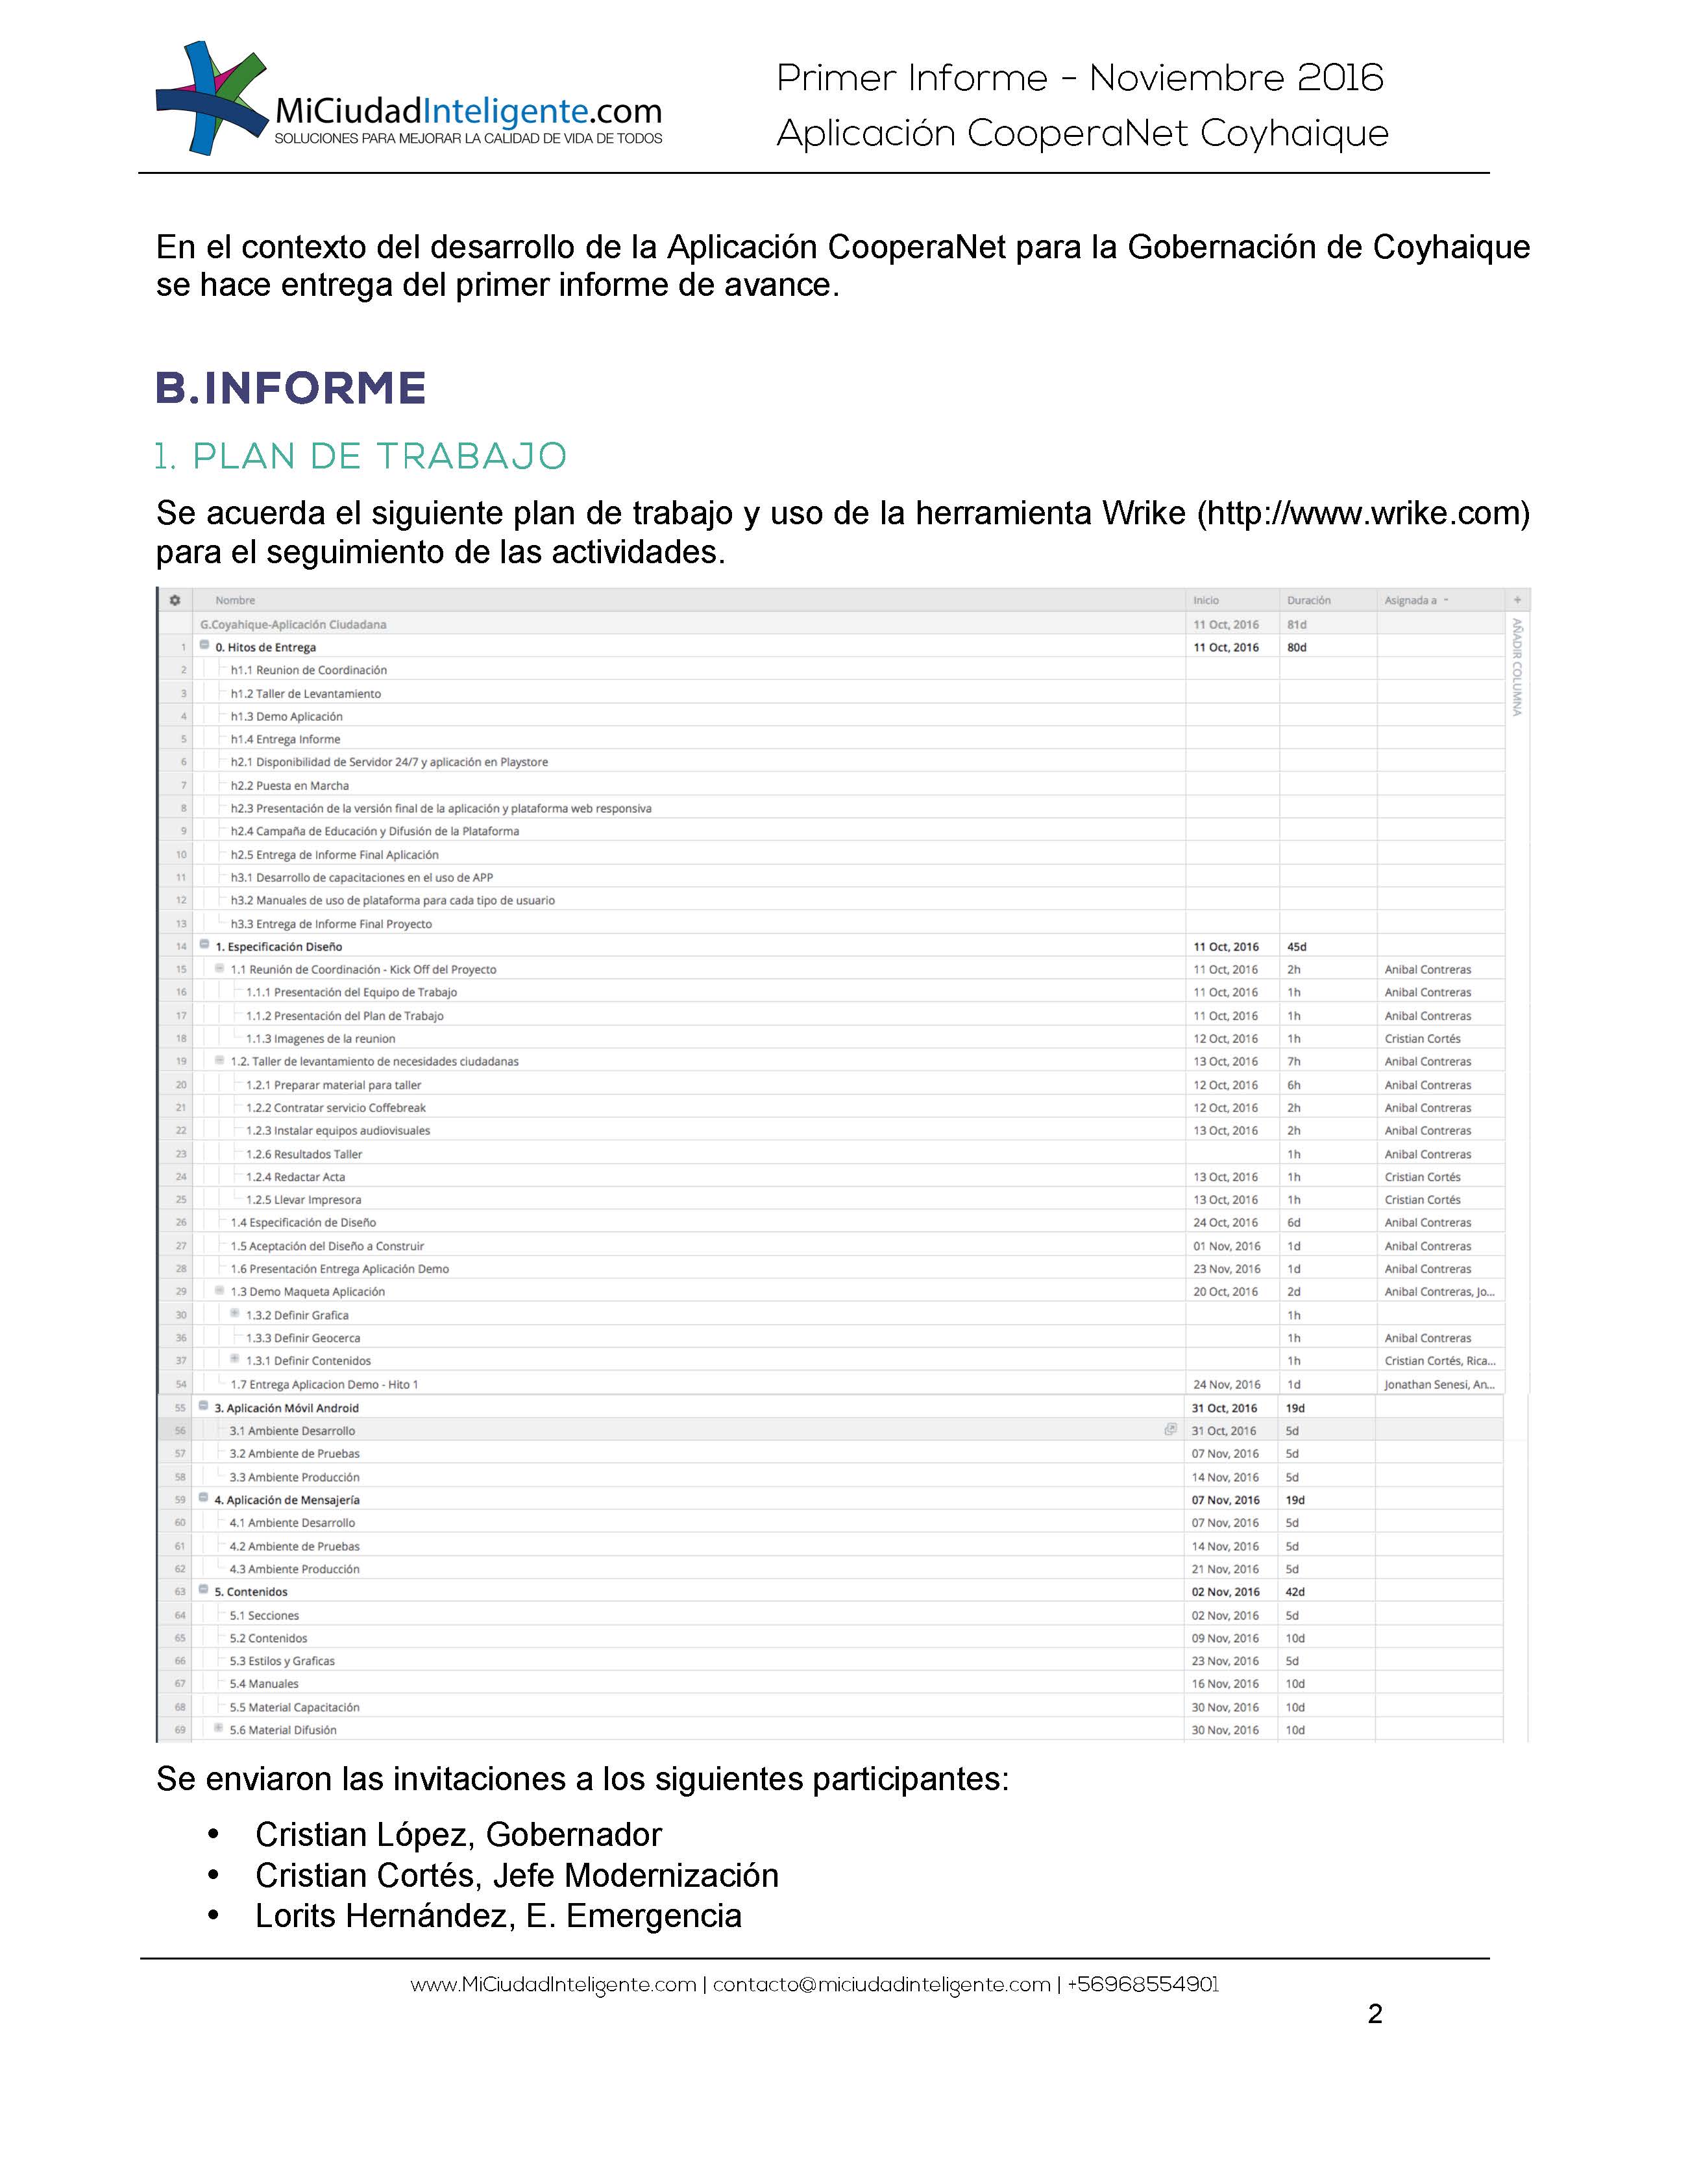 MiCiudadInteligente.com
SOLUCIONES PARA MEJORAR LA CALIDAD DE VIDA DE TODOS
Primer Informe - Noviembre 2016
Aplicación CooperaNet Coyhaique
En el contexto del desarrollo de la Aplicación CooperaNet para la Gobernación de Coyhaique
se hace entrega del primer informe de avance.
B.INFORME
1. PLAN DE TRABAJO
Se acuerda el siguiente plan de trabajo y uso de la herramienta Wrike (http://www.wrike.com)
para el seguimiento de las actividades.
Nombre Inicio Duración Asignada a +
AÑADIR COLUMNA
G.Coyahique-Aplicación Ciudadana 11 Oct, 2016 81d
1 0. Hitos de Entrega 11 Oct, 2016 80d
2 h1.1 Reunion de Coordinación
3 h1.2 Taller de Levantamiento
4 h1.3 Demo Aplicación
5 h1.4 Entrega Informe
6 h2.1 Disponibilidad de Servidor 24/7 y aplicación en Playstore
7 h2.2 Puesta en Marcha
8 h2.3 Presentación de la versión final de la aplicación y plataforma web responsiva
9 h2.4 Campaña de Educación y Difusión de la Plataforma
10 h2.5 Entrega de Informe Final Aplicación
11 h3.1 Desarrollo de capacitaciones en el uso de APP
12 h3.2 Manuales de uso de plataforma para cada tipo de usuario
13 h3.3 Entrega de Informe Final Proyecto
14 1. Especificación Diseño 11 Oct, 2016 45d
15 1.1 Reunión de Coordinación - Kick Off del Proyecto 11 Oct, 2016 2h Anibal Contreras
16 1.1.1 Presentación del Equipo de Trabajo 11 Oct, 2016 1h Anibal Contreras
17 1.1.2 Presentación del Plan de Trabajo 11 Oct, 2016 1h Anibal Contreras
18 1.1.3 Imagenes de la reunion 12 Oct, 2016 1h Cristian Cortés
19 1.2. Taller de levantamiento de necesidades ciudadanas 13 Oct, 2016 7h Anibal Contreras
20 1.2.1 Preparar material para taller 12 Oct, 2016 6h Anibal Contreras
21 1.2.2 Contratar servicio Coffebreak 12 Oct, 2016 2h Anibal Contreras
22 1.2.3 Instalar equipos audiovisuales 13 Oct, 2016 2h Anibal Contreras
23 1.2.6 Resultados Taller 1h Anibal Contreras
24 1.2.4 Redactar Acta 13 Oct, 2016 1h Cristian Cortés
25 1.2.5 Llevar Impresora 13 Oct, 2016 1h Cristian Cortés
26 1.4 Especificación de Diseño 24 Oct, 2016 6d Anibal Contreras
27 1.5 Aceptación del Diseño a Construir 01 Nov, 2016 1d Anibal Contreras
28 1.6 Presentación Entrega Aplicación Demo 23 Nov, 2016 1d Anibal Contreras
29 1.3 Demo Maqueta Aplicación 20 Oct, 2016 2d Anibal Contreras, Jo...
30 1.3.2 Definir Grafica 1h
36 1.3.3 Definir Geocerca 1h Anibal Contreras
37 1.3.1 Definir Contenidos 1h Cristian Cortés, Rica...
54 1.7 Entrega Aplicacion Demo - Hito 1 24 Nov, 2016 1d Jonathan Senesi, An...
55 3. Aplicación Móvil Android 31 Oct, 2016 19d
56 3.1 Ambiente Desarrollo 31 Oct, 2016 5d
57 3.2 Ambiente de Pruebas 07 Nov, 2016 5d
58 3.3 Ambiente Producción 14 Nov, 2016 5d
59 4. Aplicación de Mensajería 07 Nov, 2016 19d
60 4.1 Ambiente Desarrollo 07 Nov, 2016 5d
61 4.2 Ambiente de Pruebas 14 Nov, 2016 5d
62 4.3 Ambiente Producción 21 Nov, 2016 5d
63 5. Contenidos 02 Nov, 2016 42d
64 5.1 Secciones 02 Nov, 2016 5d
65 5.2 Contenidos 09 Nov, 2016 10d
66 5.3 Estilos y Graficas 23 Nov, 2016 5d
67 5.4 Manuales 16 Nov, 2016 10d
68 5.5 Material Capacitación 30 Nov, 2016 10d
69 5.6 Material Difusión 30 Nov, 2016 10d
Se enviaron las invitaciones a los siguientes participantes:
• Cristian López, Gobernador
• Cristian Cortés, Jefe Modernización
• Lorits Hernández, E. Emergencia
www.MiCiudadInteligente.com | contacto@miciudadinteligente.com | +56968554901
2